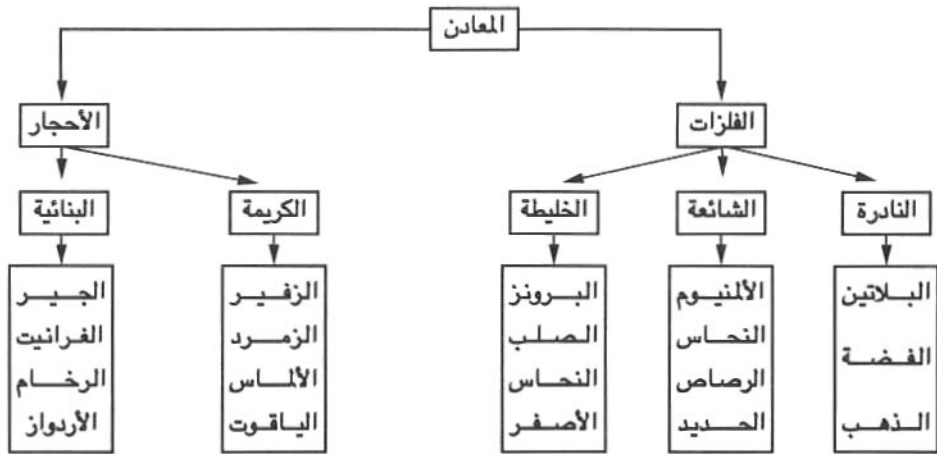 المعادن
الفلزات
الأحجار
النادرة
الشائعة
الخليطة
الكريمة
البنائية
البلاتين
الفضة
الذهب
الألمنيوم
النحاس
الرصاص
الحديد
البرونز
الصلب
النحاس
الأصفر
الزفير
الزمرد
الألماس
الياقوت
الجير
الغرانيت
الرخام
الأردواز